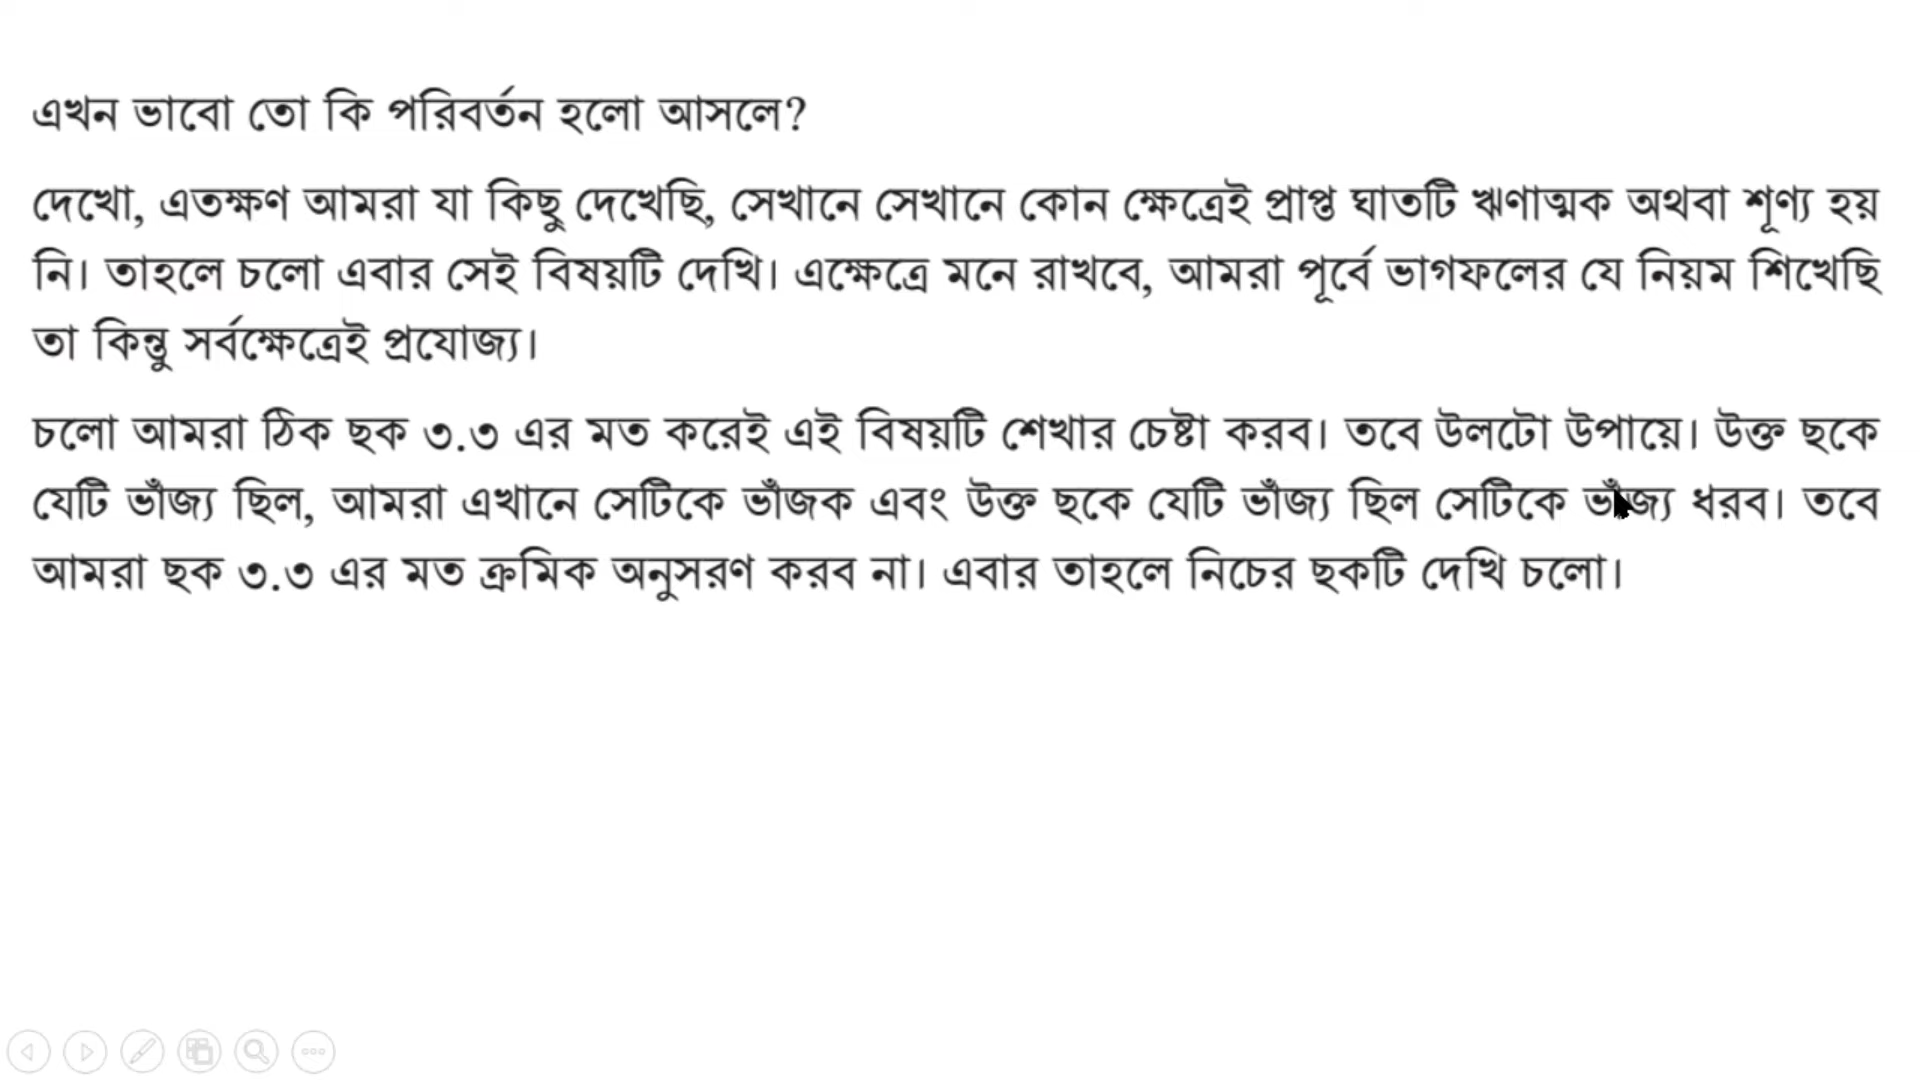 এখন ভাবো তো কি পরিবর্তন হলো আসলে?
দেখো, এতক্ষণ আমরা যা কিছু দেখেছি, সেখানে সেখানে কোন ক্ষেত্রেই প্রাপ্ত ঘাতটি ঋণাত্মক অথবা শূণ্য হয়
নি। তাহলে চলো এবার সেই বিষয়টি দেখি। এক্ষেত্রে মনে রাখবে, আমরা পূর্বে ভাগফলের যে নিয়ম শিখেছি
তা কিন্তু সর্বক্ষেত্রেই প্রযোজ্য।
চলো আমরা ঠিক ছক ৩.৩ এর মত করেই এই বিষয়টি শেখার চেষ্টা করব। তবে উলটো উপায়ে। উক্ত ছকে
যেটি ভাঁজ্য ছিল, আমরা এখানে সেটিকে ভাঁজক এবং উক্ত ছকে যেটি ভাঁজ্য ছিল সেটিকে ভাঁজ্য ধরব। তবে
আমরা ছক ৩.৩ এর মত ক্রমিক অনুসরণ করব না। এবার তাহলে নিচের ছকটি দেখি চলো।